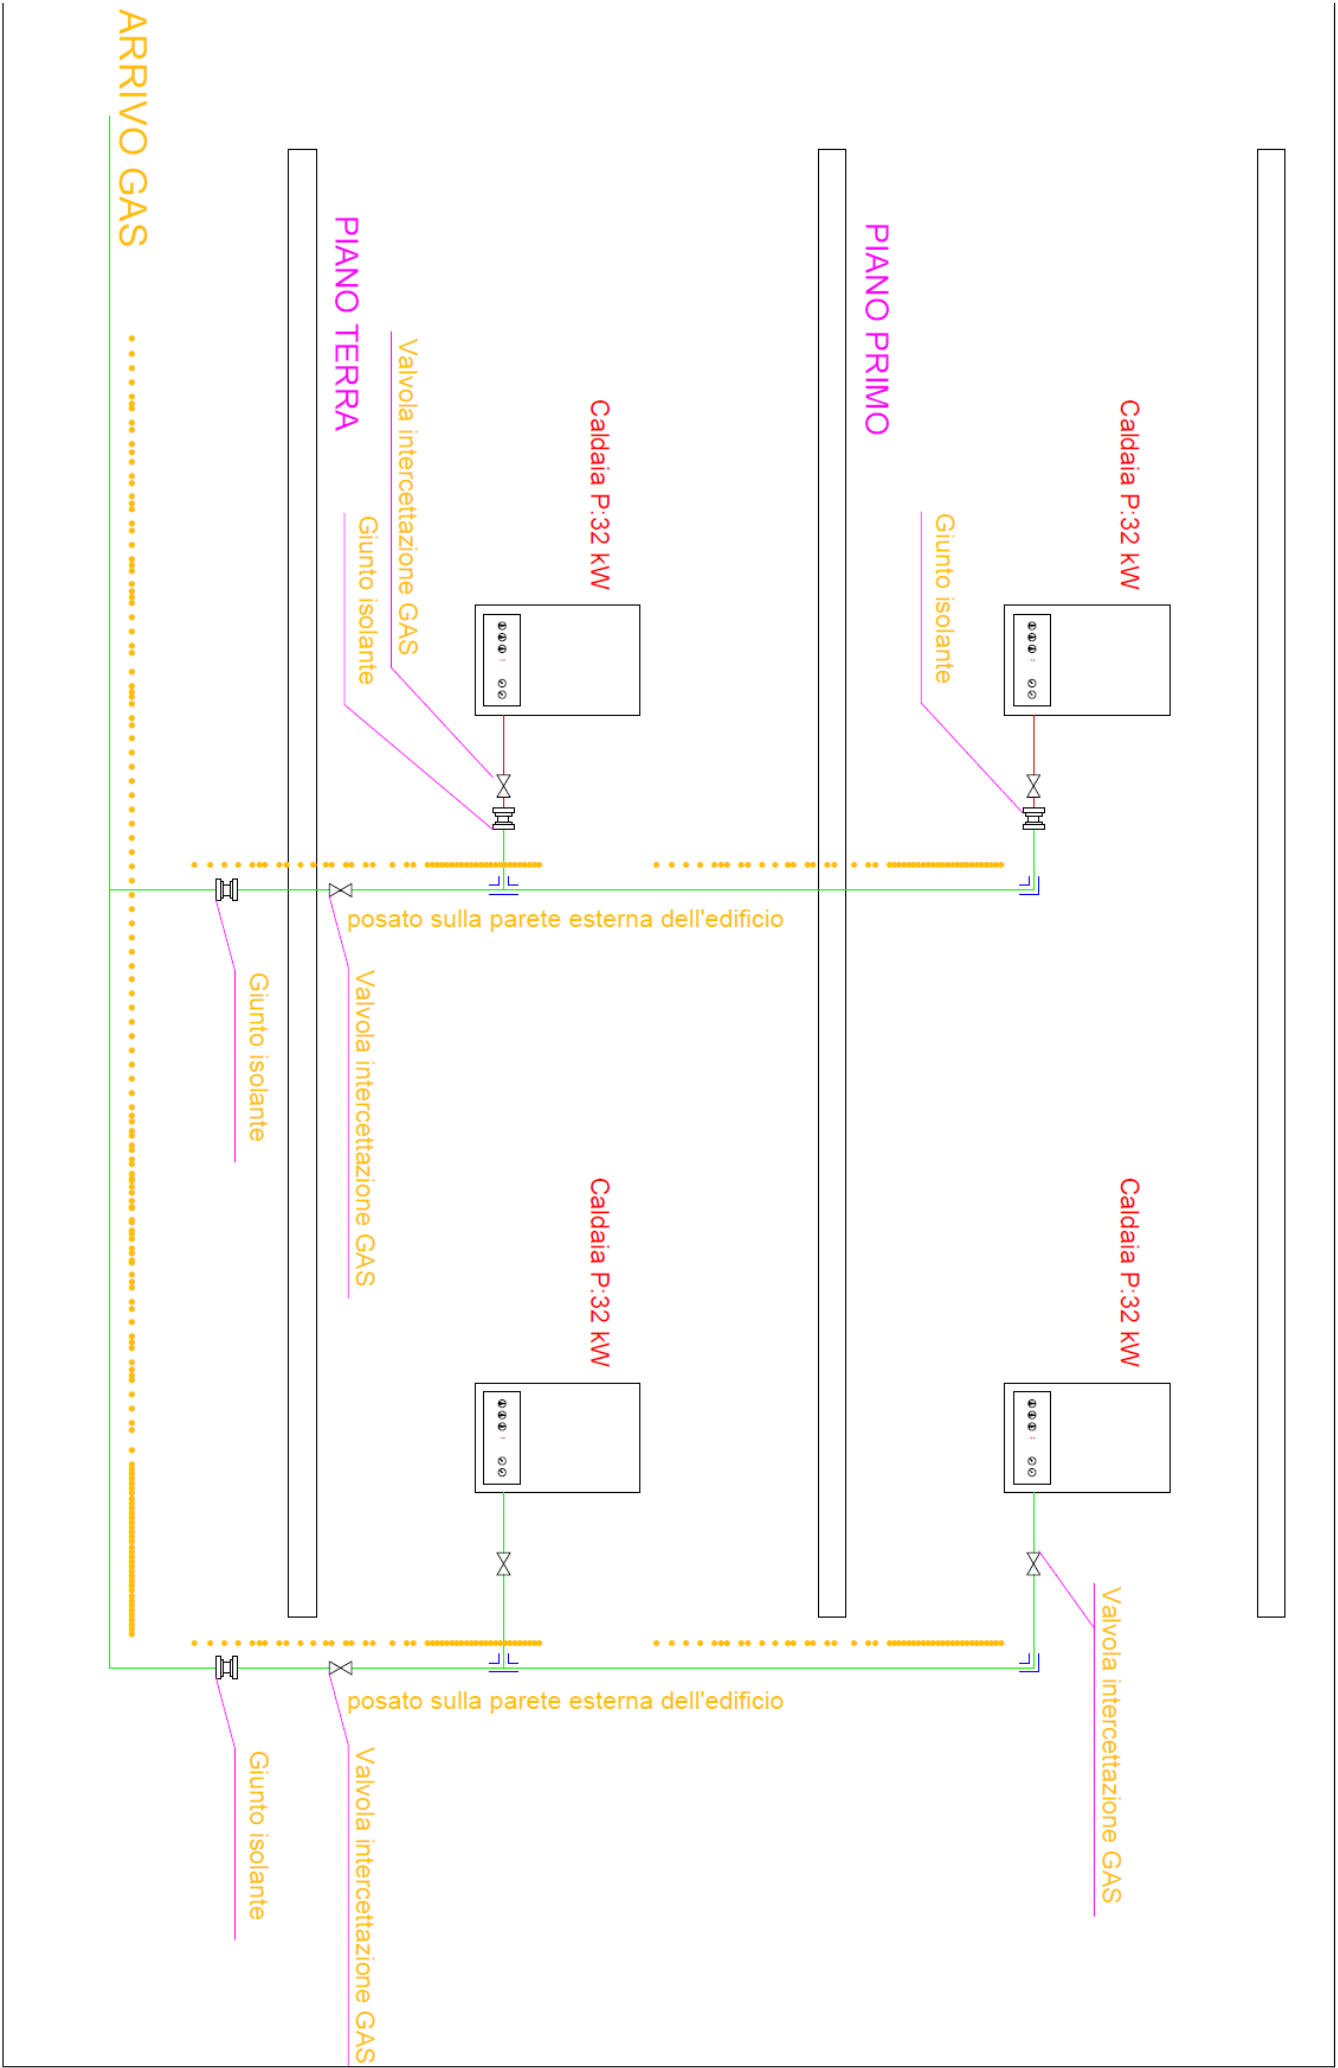 ARRIVO GAS
PIANO TERRA
PIANO PRIMO
Valvola intercettazione GAS
Giunto isolante
Caldaia P:32 kW
Giunto isolante
Caldaia P:32 kW
posato sulla parete esterna dell'edificio
Giunto isolante
Valvola intercettazione GAS
Caldaia P:32 kW
Caldaia P:32 kW
posato sulla parete esterna dell'edificio
Giunto isolante
Valvola intercettazione GAS
Valvola intercettazione GAS